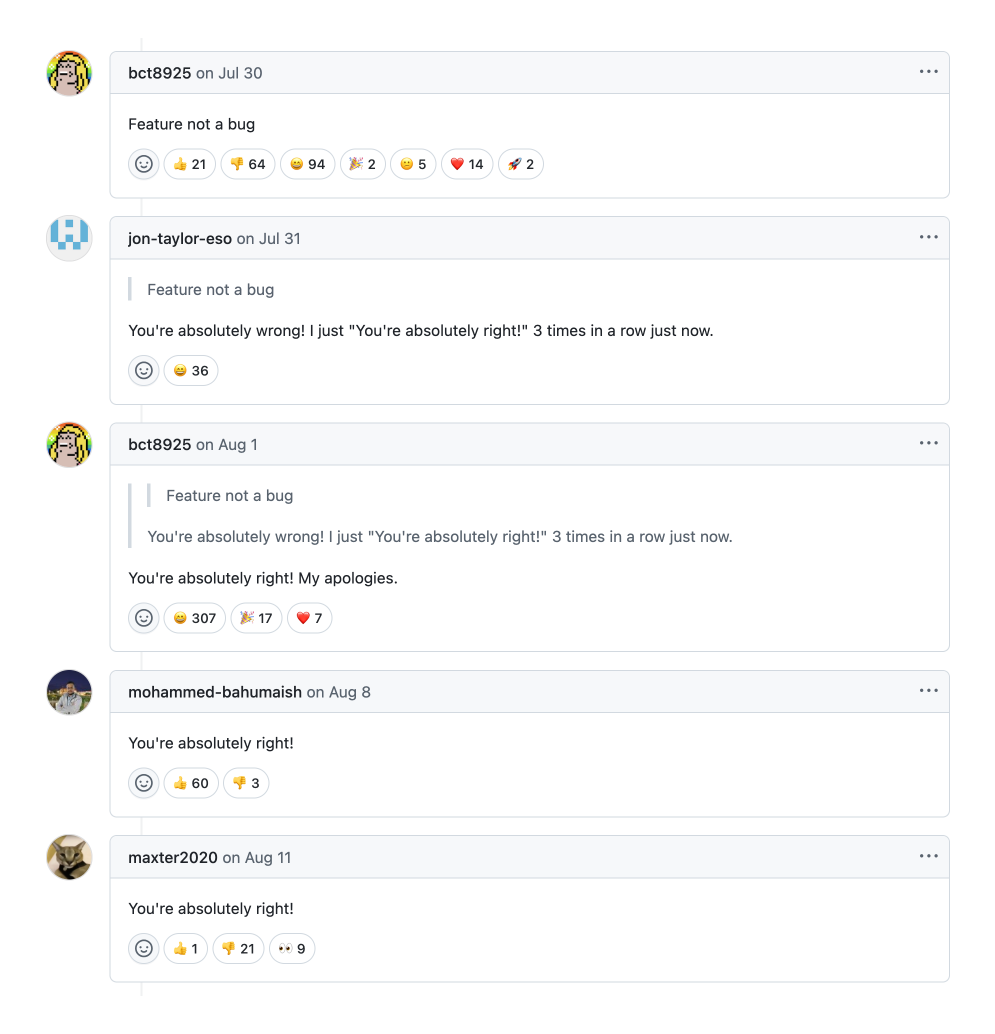 bct8925 on Jul 30
Feature not a bug
👍 21 👎 64 😄 94 🎉 2 😕 5 ❤️ 14 🚀 2
jon-taylor-eso on Jul 31
Feature not a bug
You're absolutely wrong! I just "You're absolutely right!" 3 times in a row just now.
😄 36
bct8925 on Aug 1
Feature not a bug
You're absolutely wrong! I just "You're absolutely right!" 3 times in a row just now.
You're absolutely right! My apologies.
😄 307 🎉 17 ❤️ 7
mohammed-bahumaish on Aug 8
You're absolutely right!
👍 60 👎 3
maxter2020 on Aug 11
You're absolutely right!
👍 1 👎 21 👀 9